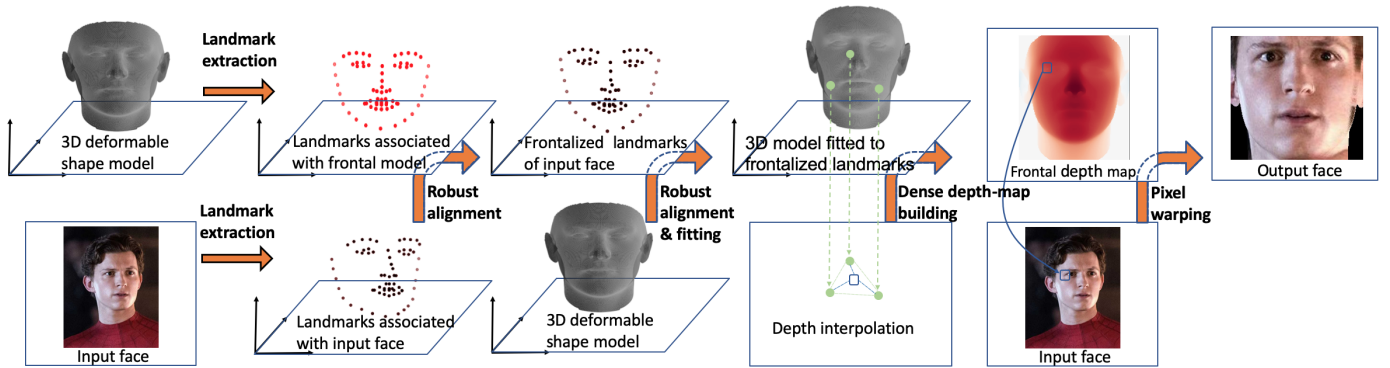 Landmark
extraction
3D deformable
shape model
Landmarks associated
with frontal model
Frontalized landmarks
of input face
3D model fitted to
frontalized landmarks
Frontal depth map
Output face
Robust
alignment
Robust
alignment
& fitting
Dense depth-map
building
Pixel
warping
Landmark
extraction
Input face
Landmarks associated
with input face
3D deformable
shape model
Depth interpolation
Input face